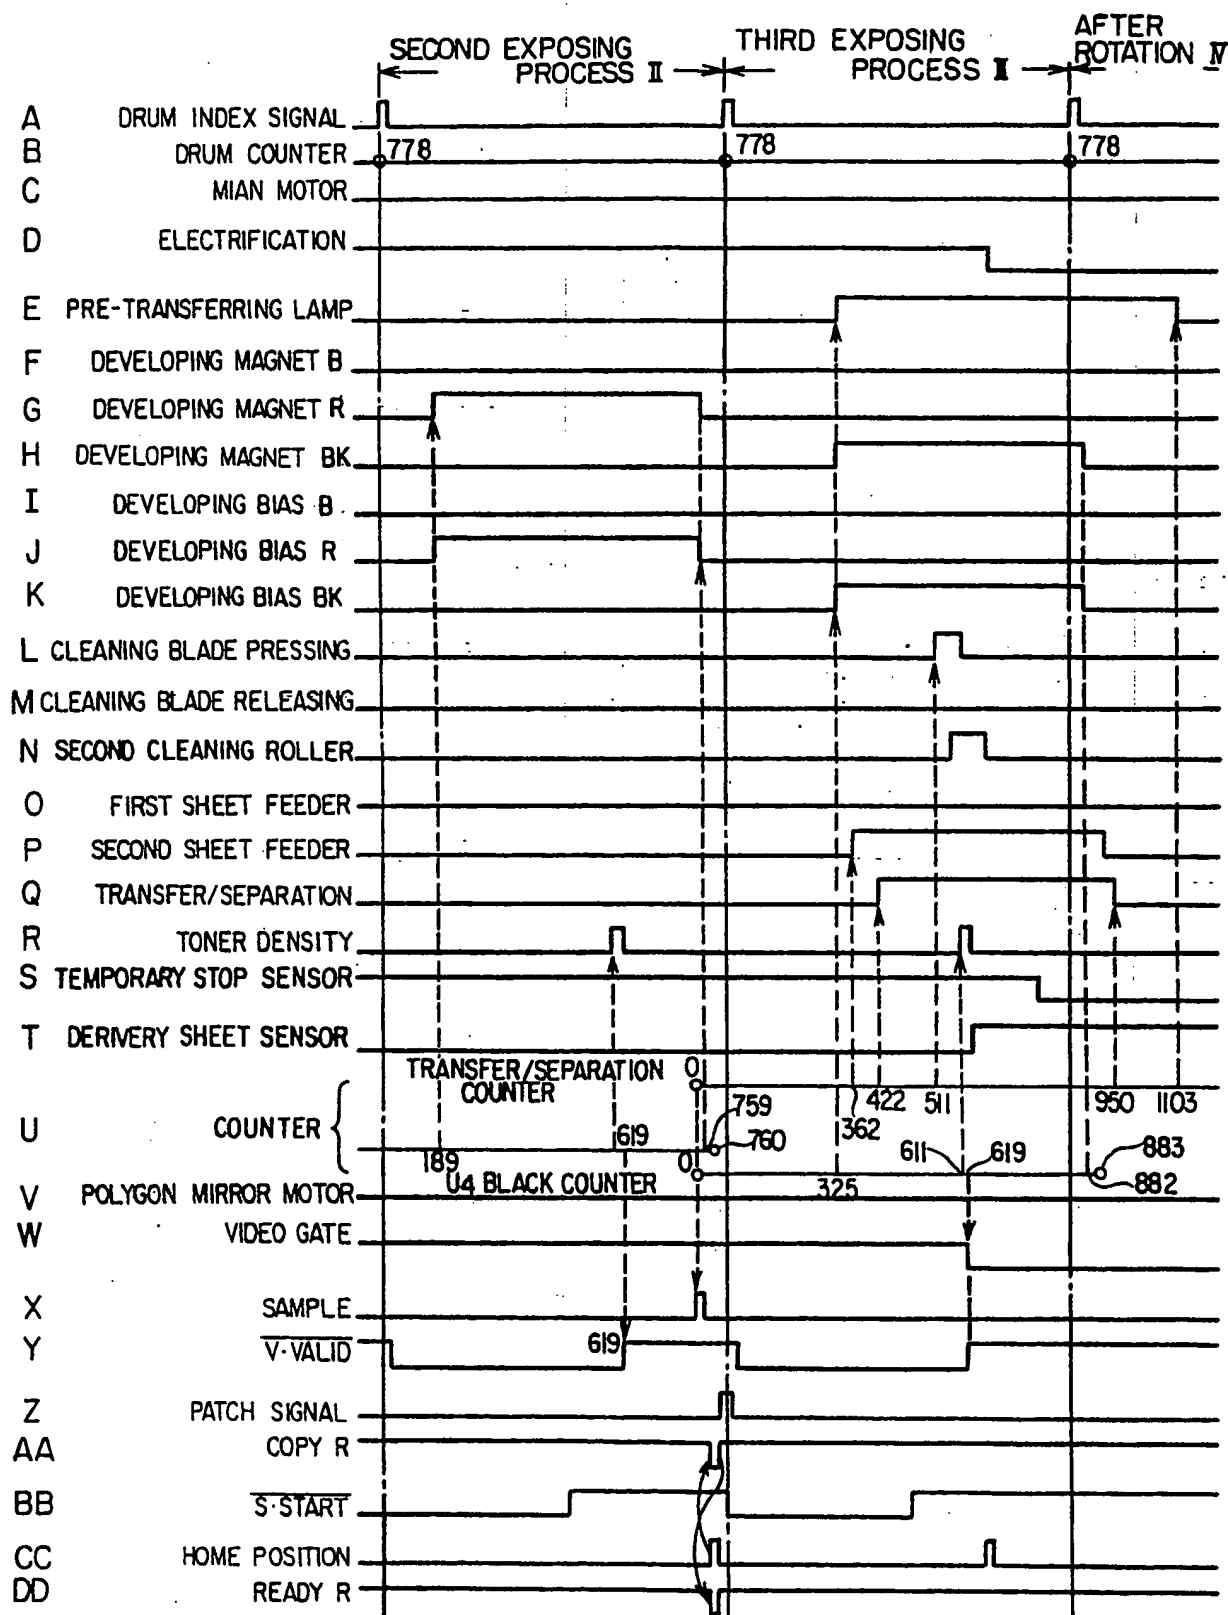 SECOND EXPOSING
PROCESS II
THIRD EXPOSING
PROCESS III
AFTER
ROTATION IV
A DRUM INDEX SIGNAL
B DRUM COUNTER 778 778 778
C MIAN MOTOR
D ELECTRIFICATION
E PRE-TRANSFERRING LAMP
F DEVELOPING MAGNET B
G DEVELOPING MAGNET R
H DEVELOPING MAGNET BK
I DEVELOPING BIAS B
J DEVELOPING BIAS R
K DEVELOPING BIAS BK
L CLEANING BLADE PRESSING
M CLEANING BLADE RELEASING
N SECOND CLEANING ROLLER
O FIRST SHEET FEEDER
P SECOND SHEET FEEDER
Q TRANSFER/SEPARATION
R TONER DENSITY
S TEMPORARY STOP SENSOR
T DERIVERY SHEET SENSOR
TRANSFER/SEPARATION 0
COUNTER
759 362 422 511 950 1103
U COUNTER 619 760 611 619 883
189 0
U4 BLACK COUNTER 325 882
V POLYGON MIRROR MOTOR
W VIDEO GATE
X SAMPLE
Y V·VALID 619
Z PATCH SIGNAL
AA COPY R
BB S·START
CC HOME POSITION
DD READY R